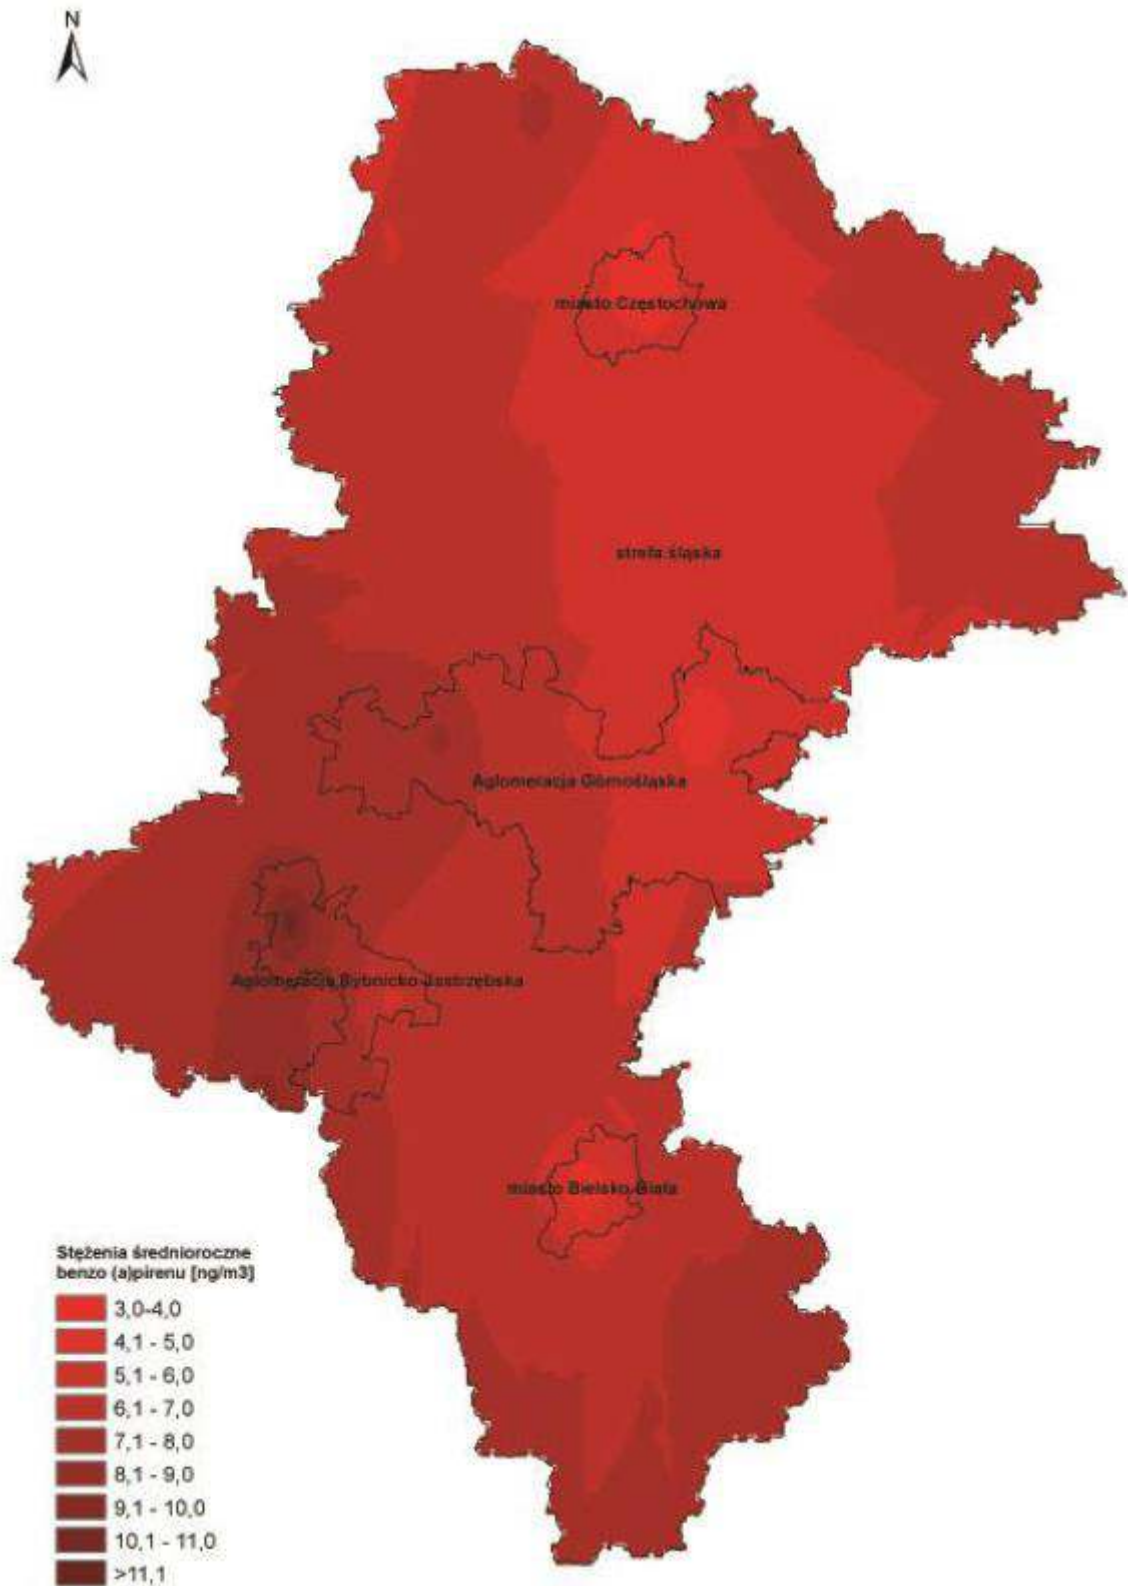 N
miasto Częstochowa
strefa śląska
Aglomeracja Górnośląska
Aglomeracja Rybnicko-Jastrzębska
miasto Bielsko-Biała
Stężenia średnioroczne
benzo (a)pirenu [ng/m3]
3,0-4,0
4,1 - 5,0
5,1 - 6,0
6,1 - 7,0
7,1 - 8,0
8,1 - 9,0
9,1 - 10,0
10,1 - 11,0
>11,1